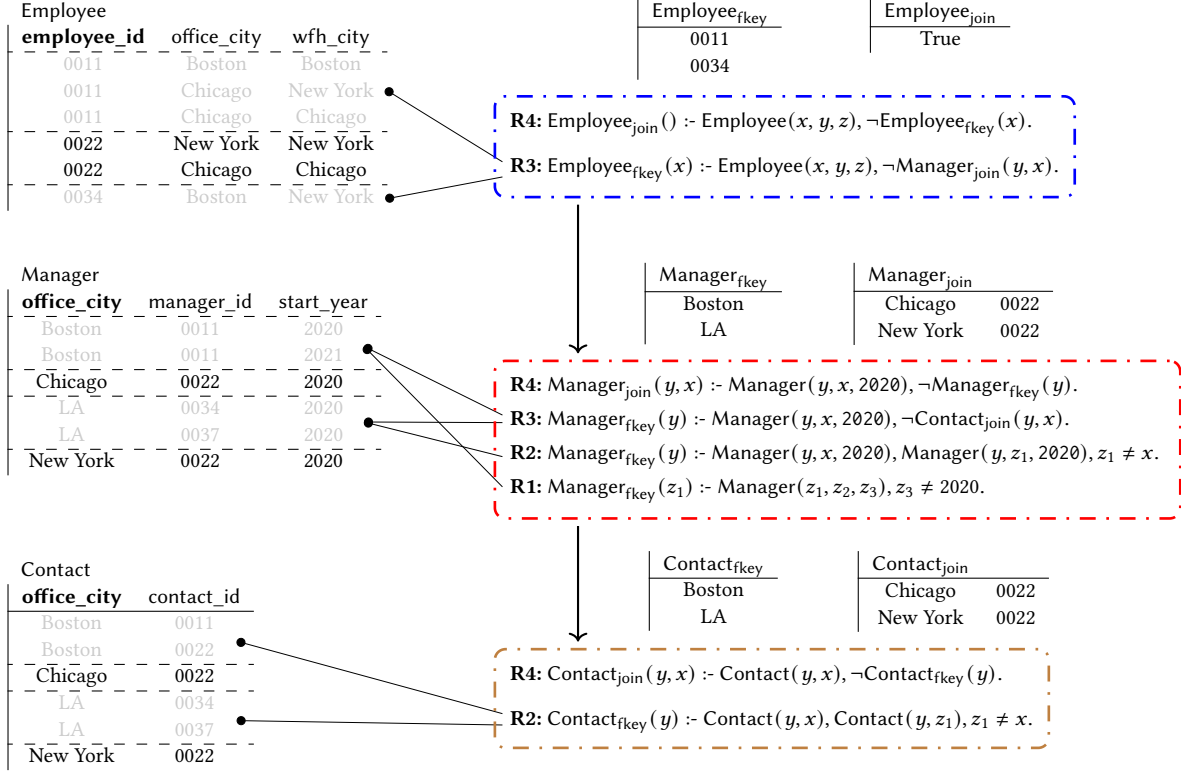 Employee
employee_id office_city wfh_city
0011 Boston Boston
0011 Chicago New York
0011 Chicago Chicago
0022 New York New York
0022 Chicago Chicago
0034 Boston New York
Employee_fkey
0011
0034
Employee_join
True
R4: Employee_join() :- Employee(x, y, z), ¬Employee_fkey(x).
R3: Employee_fkey(x) :- Employee(x, y, z), ¬Manager_join(y, x).
Manager
office_city manager_id start_year
Boston 0011 2020
Boston 0011 2021
Chicago 0022 2020
LA 0034 2020
LA 0037 2020
New York 0022 2020
Manager_fkey
Boston
LA
Manager_join
Chicago 0022
New York 0022
R4: Manager_join(y, x) :- Manager(y, x, 2020), ¬Manager_fkey(y).
R3: Manager_fkey(y) :- Manager(y, x, 2020), ¬Contact_join(y, x).
R2: Manager_fkey(y) :- Manager(y, x, 2020), Manager(y, z₁, 2020), z₁ ≠ x.
R1: Manager_fkey(z₁) :- Manager(z₁, z₂, z₃), z₃ ≠ 2020.
Contact
office_city contact_id
Boston 0011
Boston 0022
Chicago 0022
LA 0034
LA 0037
New York 0022
Contact_fkey
Boston
LA
Contact_join
Chicago 0022
New York 0022
R4: Contact_join(y, x) :- Contact(y, x), ¬Contact_fkey(y).
R2: Contact_fkey(y) :- Contact(y, x), Contact(y, z₁), z₁ ≠ x.